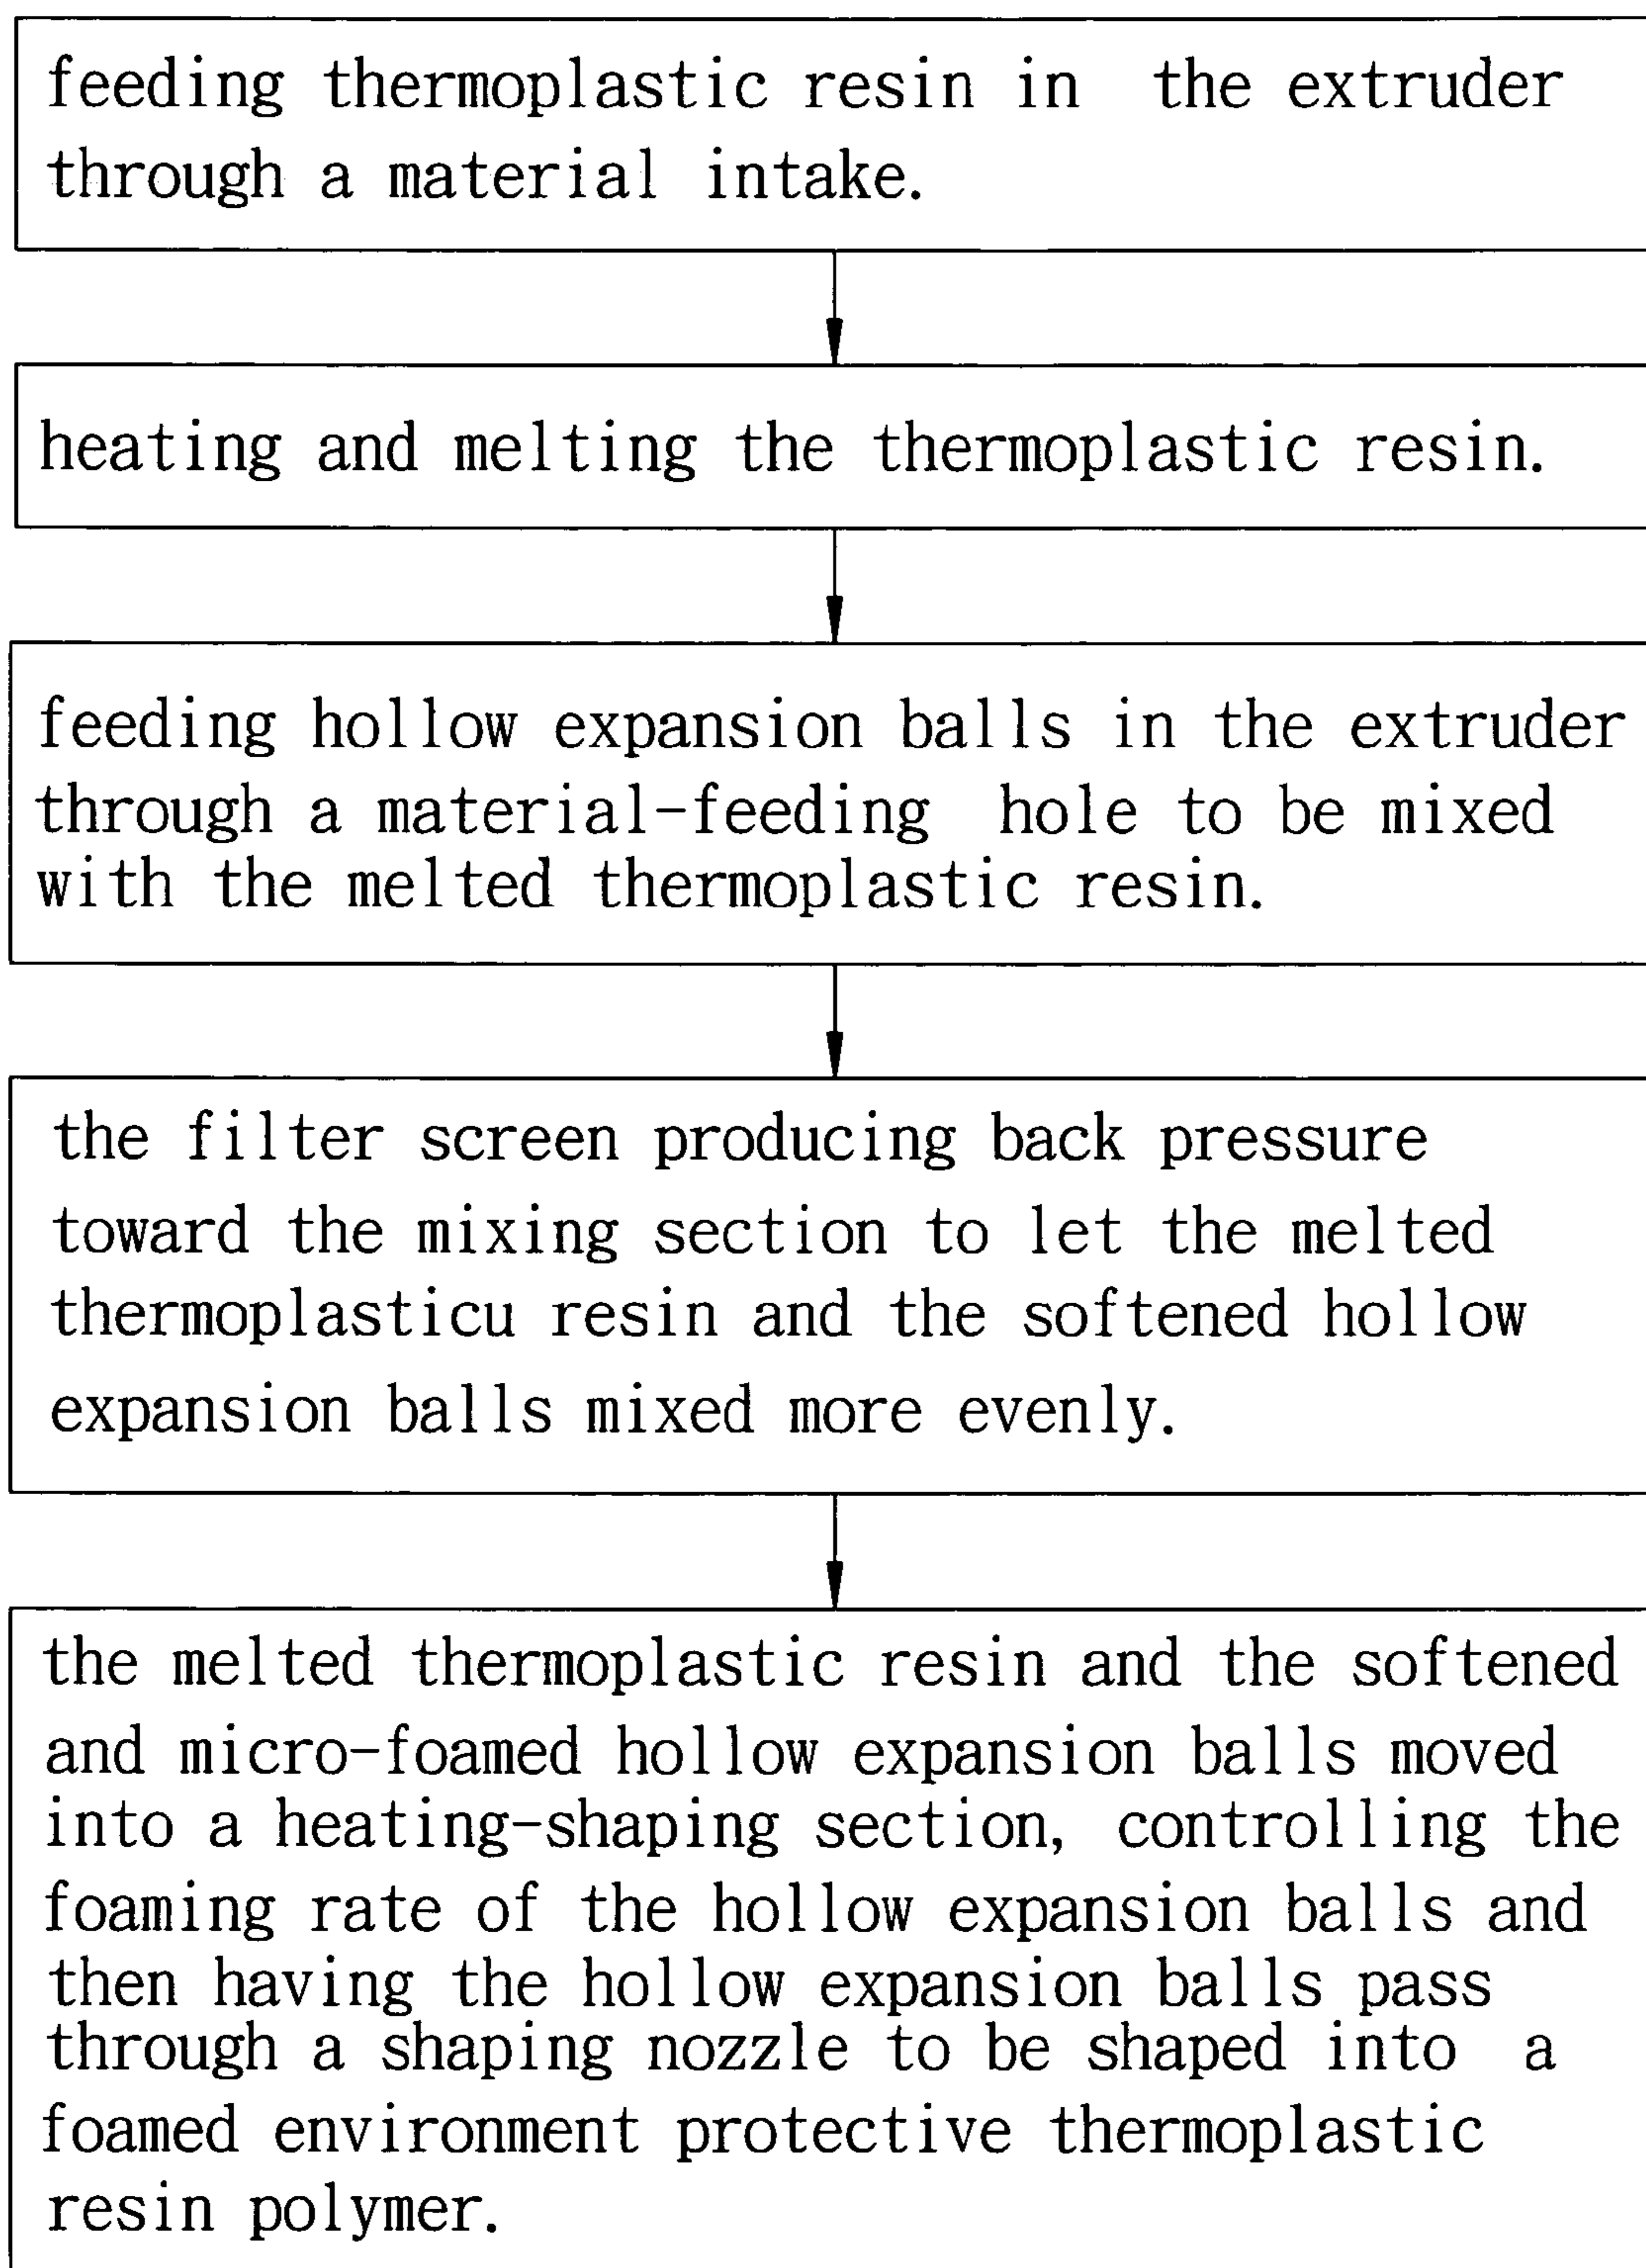 feeding thermoplastic resin in the extruder
through a material intake.
heating and melting the thermoplastic resin.
feeding hollow expansion balls in the extruder
through a material-feeding hole to be mixed
with the melted thermoplastic resin.
the filter screen producing back pressure
toward the mixing section to let the melted
thermoplasticu resin and the softened hollow
expansion balls mixed more evenly.
the melted thermoplastic resin and the softened
and micro-foamed hollow expansion balls moved
into a heating-shaping section, controlling the
foaming rate of the hollow expansion balls and
then having the hollow expansion balls pass
through a shaping nozzle to be shaped into a
foamed environment protective thermoplastic
resin polymer.